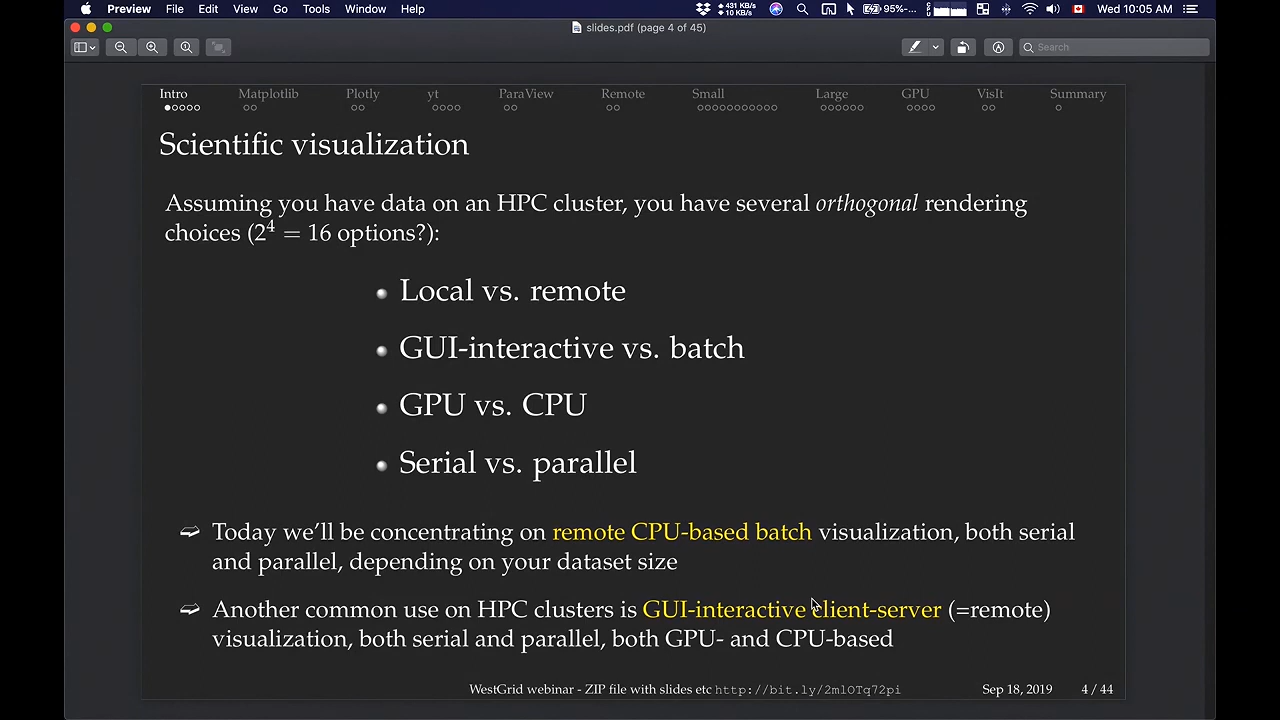 Preview File Edit View Go Tools Window Help 431 KB/s 10 KB/s 95%... Wed 10:05 AM
slides.pdf (page 4 of 45)
Search
Intro Matplotlib Plotly yt ParaView Remote Small Large GPU VisIt Summary
Scientific visualization
Assuming you have data on an HPC cluster, you have several orthogonal rendering
choices (2⁴ = 16 options?):
Local vs. remote
GUI-interactive vs. batch
GPU vs. CPU
Serial vs. parallel
Today we'll be concentrating on remote CPU-based batch visualization, both serial
and parallel, depending on your dataset size
Another common use on HPC clusters is GUI-interactive client-server (=remote)
visualization, both serial and parallel, both GPU- and CPU-based
WestGrid webinar - ZIP file with slides etc http://bit.ly/2mlOTq72pi Sep 18, 2019 4 / 44